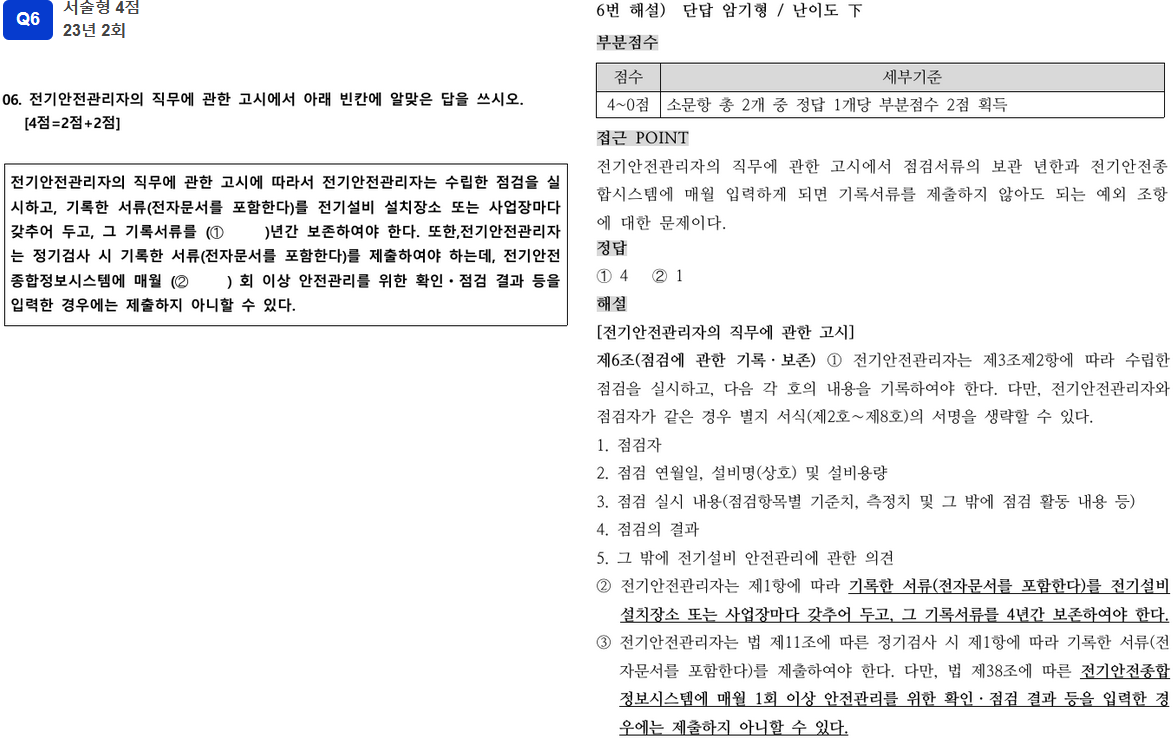 Q6
서술형 4점
23년 2회
06. 전기안전관리자의 직무에 관한 고시에서 아래 빈칸에 알맞은 답을 쓰시오.
[4점=2점+2점]
전기안전관리자의 직무에 관한 고시에 따라서 전기안전관리자는 수립한 점검을 실
시하고, 기록한 서류(전자문서를 포함한다)를 전기설비 설치장소 또는 사업장마다
갖추어 두고, 그 기록서류를 (① )년간 보존하여야 한다. 또한,전기안전관리자
는 정기검사 시 기록한 서류(전자문서를 포함한다)를 제출하여야 하는데, 전기안전
종합정보시스템에 매월 (② ) 회 이상 안전관리를 위한 확인·점검 결과 등을
입력한 경우에는 제출하지 아니할 수 있다.
6번 해설) 단답 암기형 / 난이도 下
부분점수
점수 세부기준
4~0점 소문항 총 2개 중 정답 1개당 부분점수 2점 획득
접근 POINT
전기안전관리자의 직무에 관한 고시에서 점검서류의 보관 년한과 전기안전종
합시스템에 매월 입력하게 되면 기록서류를 제출하지 않아도 되는 예외 조항
에 대한 문제이다.
정답
① 4 ② 1
해설
[전기안전관리자의 직무에 관한 고시]
제6조(점검에 관한 기록·보존) ① 전기안전관리자는 제3조제2항에 따라 수립한
점검을 실시하고, 다음 각 호의 내용을 기록하여야 한다. 다만, 전기안전관리자와
점검자가 같은 경우 별지 서식(제2호～제8호)의 서명을 생략할 수 있다.
1. 점검자
2. 점검 연월일, 설비명(상호) 및 설비용량
3. 점검 실시 내용(점검항목별 기준치, 측정치 및 그 밖에 점검 활동 내용 등)
4. 점검의 결과
5. 그 밖에 전기설비 안전관리에 관한 의견
② 전기안전관리자는 제1항에 따라 기록한 서류(전자문서를 포함한다)를 전기설비
설치장소 또는 사업장마다 갖추어 두고, 그 기록서류를 4년간 보존하여야 한다.
③ 전기안전관리자는 법 제11조에 따른 정기검사 시 제1항에 따라 기록한 서류(전
자문서를 포함한다)를 제출하여야 한다. 다만, 법 제38조에 따른 전기안전종합
정보시스템에 매월 1회 이상 안전관리를 위한 확인·점검 결과 등을 입력한 경
우에는 제출하지 아니할 수 있다.